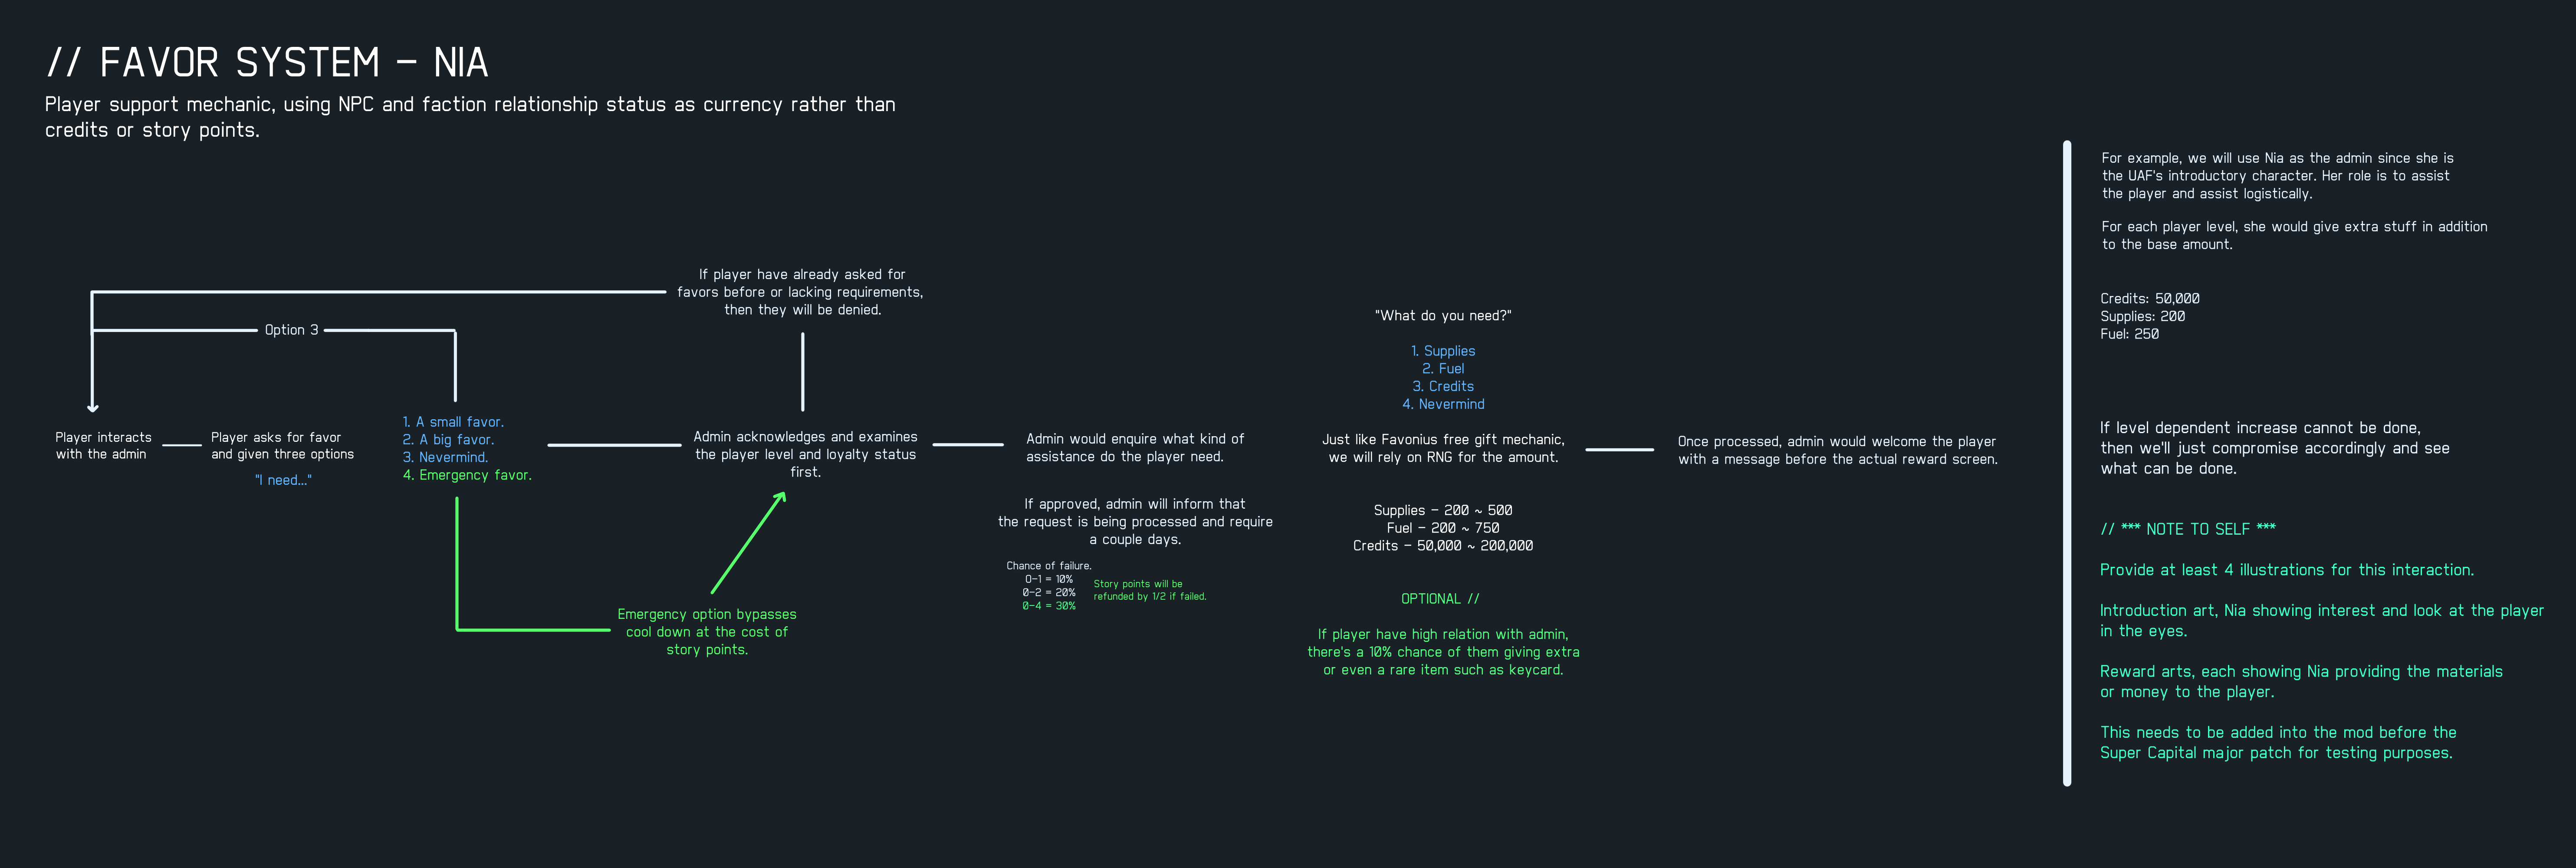 // FAVOR SYSTEM - NIA
Player support mechanic, using NPC and faction relationship status as currency rather than
credits or story points.
If player have already asked for
favors before or lacking requirements,
then they will be denied.
Option 3
Player interacts
with the admin
Player asks for favor
and given three options
"I need..."
1. A small favor.
2. A big favor.
3. Nevermind.
4. Emergency favor.
Admin acknowledges and examines
the player level and loyalty status
first.
Emergency option bypasses
cool down at the cost of
story points.
Admin would enquire what kind of
assistance do the player need.
If approved, admin will inform that
the request is being processed and require
a couple days.
Chance of failure.
0-1 = 10%
0-2 = 20%
0-4 = 30%
Story points will be
refunded by 1/2 if failed.
"What do you need?"
1. Supplies
2. Fuel
3. Credits
4. Nevermind
Just like Favonius free gift mechanic,
we will rely on RNG for the amount.
Supplies - 200 ~ 500
Fuel - 200 ~ 750
Credits - 50,000 ~ 200,000
OPTIONAL //
If player have high relation with admin,
there's a 10% chance of them giving extra
or even a rare item such as keycard.
Once processed, admin would welcome the player
with a message before the actual reward screen.
For example, we will use Nia as the admin since she is
the UAF's introductory character. Her role is to assist
the player and assist logistically.
For each player level, she would give extra stuff in addition
to the base amount.
Credits: 50,000
Supplies: 200
Fuel: 250
If level dependent increase cannot be done,
then we'll just compromise accordingly and see
what can be done.
// *** NOTE TO SELF ***
Provide at least 4 illustrations for this interaction.
Introduction art, Nia showing interest and look at the player
in the eyes.
Reward arts, each showing Nia providing the materials
or money to the player.
This needs to be added into the mod before the
Super Capital major patch for testing purposes.